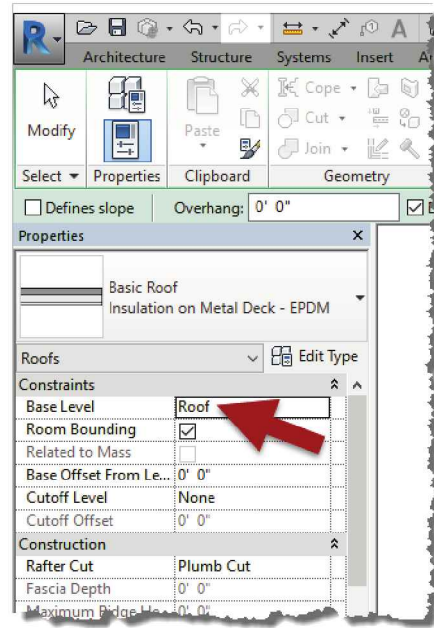 R
A
Architecture Structure Systems Insert A
Modify
Paste
Cope
Cut
Join
Select Properties Clipboard Geometry
Defines slope Overhang: 0' 0"
Properties
Basic Roof
Insulation on Metal Deck - EPDM
Roofs Edit Type
Constraints
Base Level Roof
Room Bounding
Related to Mass
Base Offset From Le... 0' 0"
Cutoff Level None
Cutoff Offset 0' 0"
Construction
Rafter Cut Plumb Cut
Fascia Depth 0' 0"
Maximum Ridge He... 0' 0"